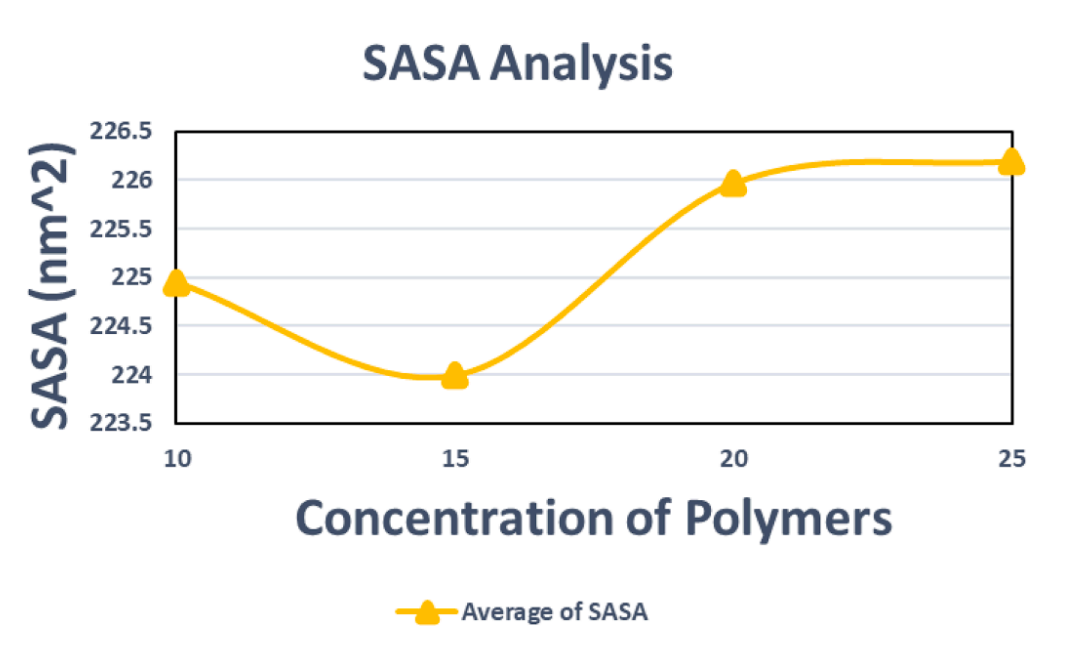 SASA Analysis
SASA (nm^2)
226.5
226
225.5
225
224.5
224
223.5
10 15 20 25
Concentration of Polymers
Average of SASA